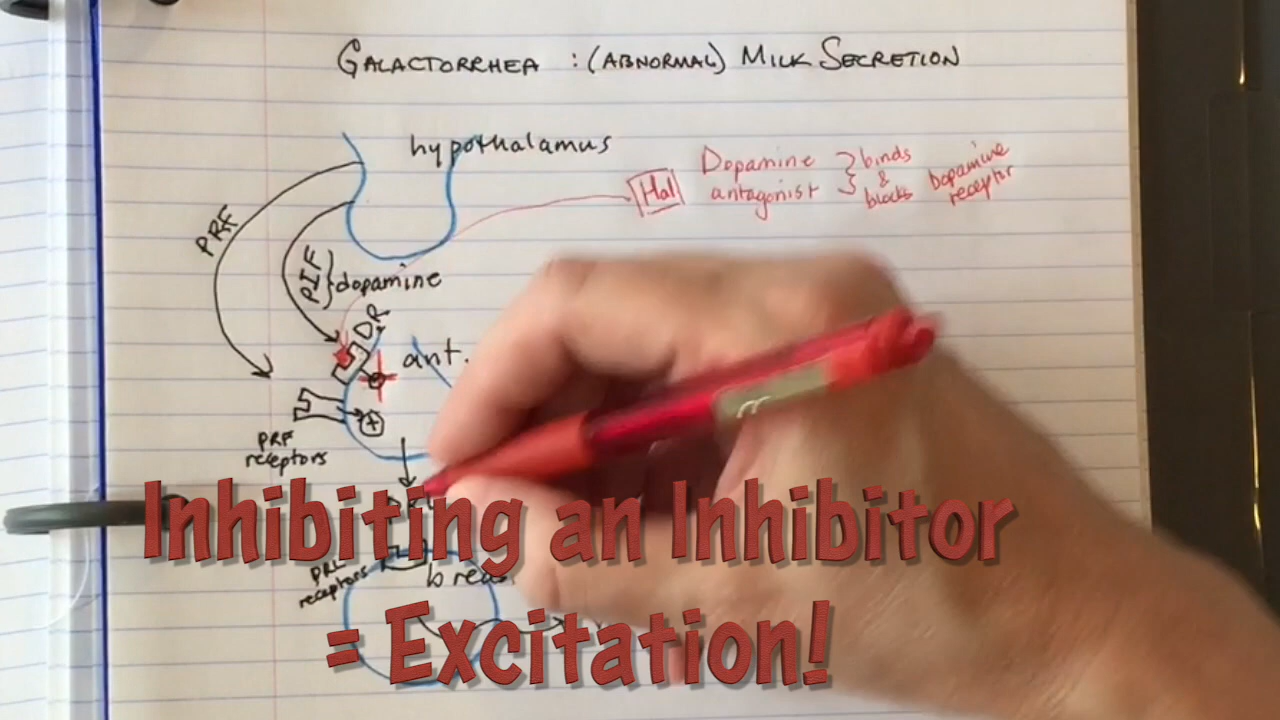 GALACTORRHEA : (ABNORMAL) MILK SECRETION
hypothalamus
Dopamine
antagonist
binds
&
blocks
Dopamine
receptor
Hal
PRF
PIF
dopamine
DR
ant.
PRF
receptors
Inhibiting an Inhibitor
PRL
receptors
= Excitation!